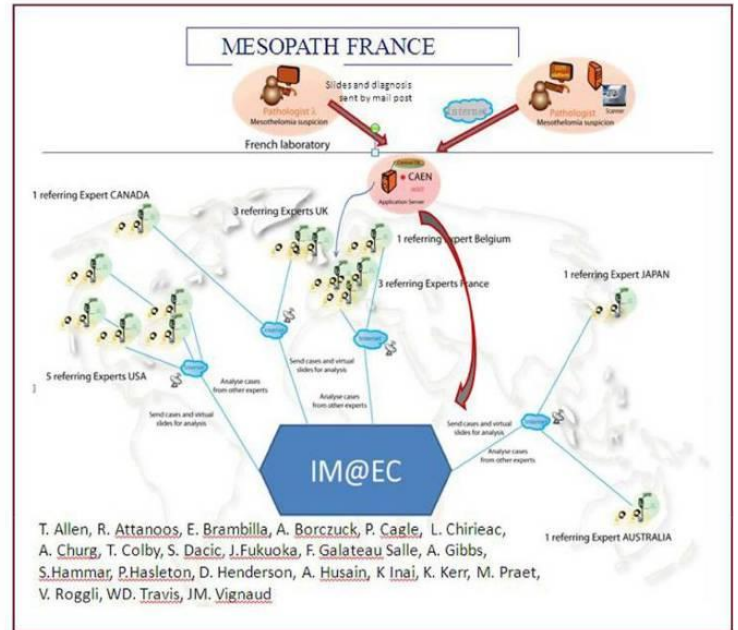 MESOPATH FRANCE
Slides and diagnosis
sent by mail post
Pathologist λ
Mesothelomia suspicion
Pathologist
Mesothelomia suspicion
French laboratory
CAEN
Application Server
1 referring Expert CANADA
3 referring Experts UK
1 referring Expert Belgium
3 referring Experts France
1 referring Expert JAPAN
5 referring Experts USA
Internet
Internet
Internet
Internet
Send cases and virtual
slides for analysis
Analyse cases
from other experts
Send cases and virtual
slides for analysis
Analyse cases
from other experts
Send cases and virtual
slides for analysis
Analyse cases
from other experts
IM@EC
1 referring Expert AUSTRALIA
T. Allen, R. Attanoos, E. Brambilla, A. Borczuck, P. Cagle, L. Chirieac,
A. Churg, T. Colby, S. Dacic, J.Fukuoka, F. Galateau Salle, A. Gibbs,
S.Hammar, P.Hasleton, D. Henderson, A. Husain, K Inai, K. Kerr, M. Praet,
V. Roggli, WD. Travis, JM. Vignaud